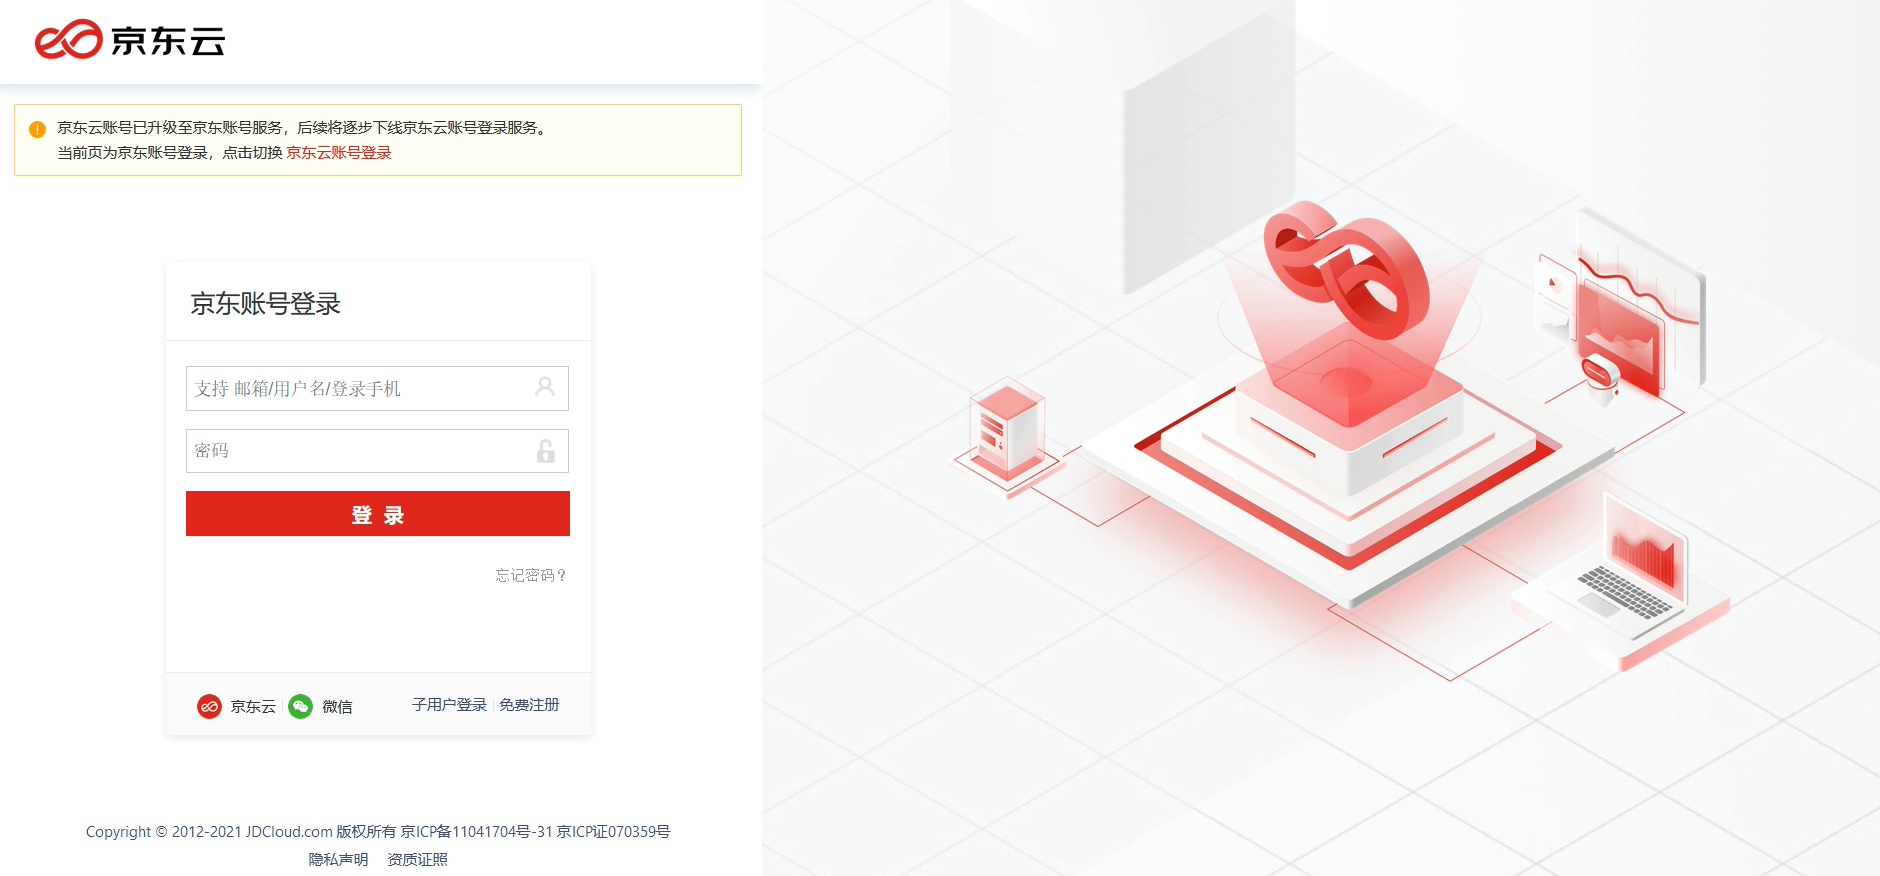 京东云
京东云账号已升级至京东账号服务，后续将逐步下线京东云账号登录服务。
当前页为京东账号登录，点击切换 京东云账号登录
京东账号登录
支持 邮箱/用户名/登录手机
密码
登 录
忘记密码？
京东云 微信 子用户登录 免费注册
Copyright © 2012-2021 JDCloud.com 版权所有 京ICP备11041704号-31 京ICP证070359号
隐私声明 资质证照